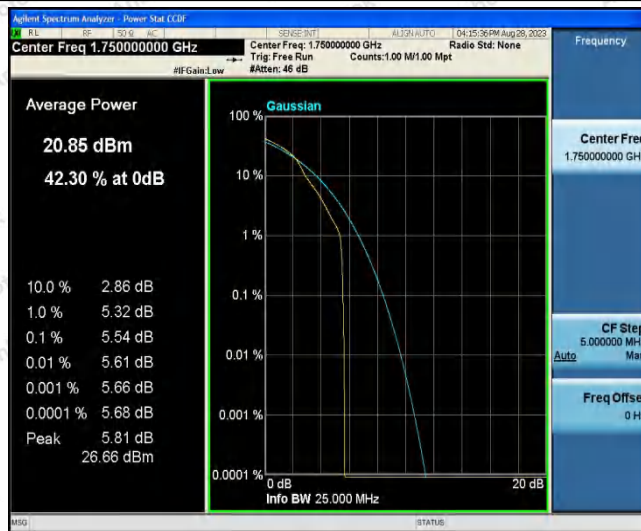 Agilent Spectrum Analyzer - Power Stat CCDF
RL RF 50 Ω AC SENSE:INT ALIGN AUTO 04:15:36 PM Aug 28, 2023
Center Freq 1.750000000 GHz
Center Freq: 1.750000000 GHz Radio Std: None
Trig: Free Run Counts:1.00 M/1.00 Mpt
#IFGain:Low #Atten: 46 dB
Frequency
Average Power
20.85 dBm
42.30 % at 0dB
10.0 % 2.86 dB
1.0 % 5.32 dB
0.1 % 5.54 dB
0.01 % 5.61 dB
0.001 % 5.66 dB
0.0001 % 5.68 dB
Peak 5.81 dB
26.66 dBm
Gaussian
100 %
10 %
1 %
0.1 %
0.01 %
0.001 %
0.0001 %
0 dB 20 dB
Info BW 25.000 MHz
Center Fre
1.750000000 GH
CF Ste
5.000000 MH
Auto Ma
Freq Offse
0 H
MSG STATUS